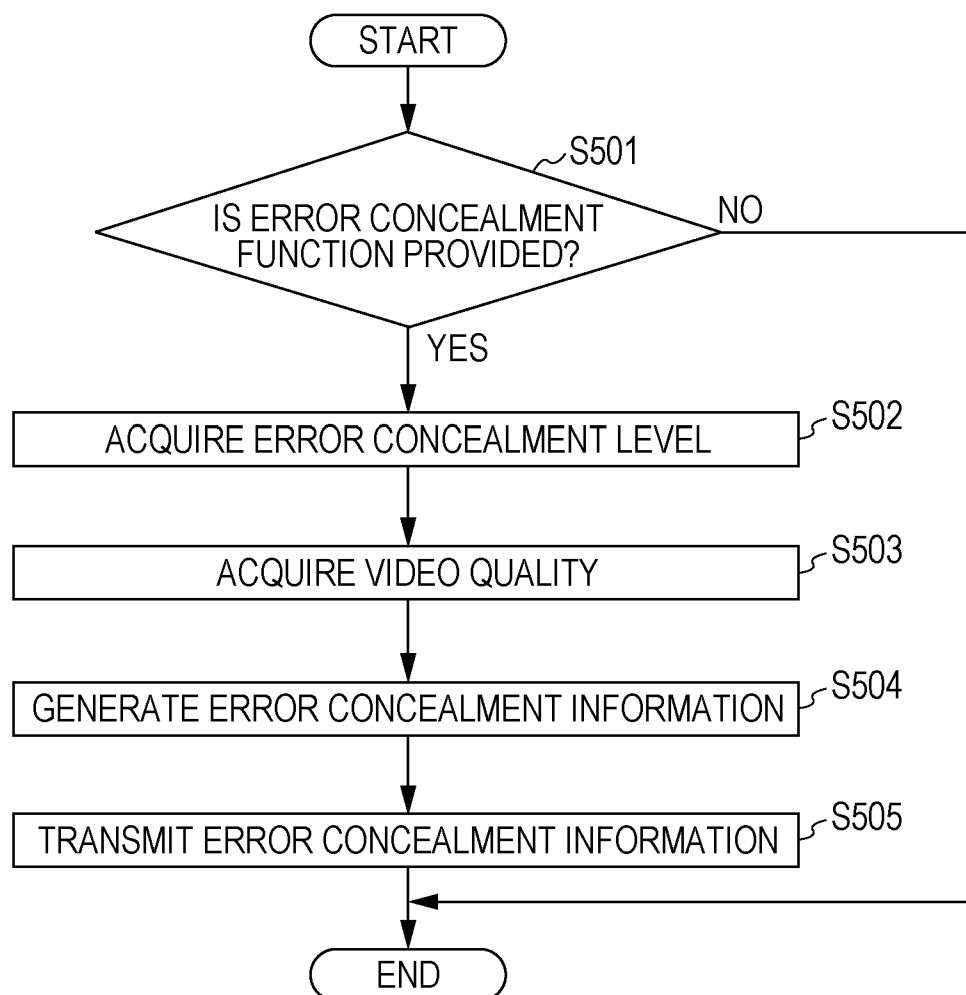 START
S501
IS ERROR CONCEALMENT
FUNCTION PROVIDED?
NO
YES
S502
ACQUIRE ERROR CONCEALMENT LEVEL
S503
ACQUIRE VIDEO QUALITY
S504
GENERATE ERROR CONCEALMENT INFORMATION
S505
TRANSMIT ERROR CONCEALMENT INFORMATION
END